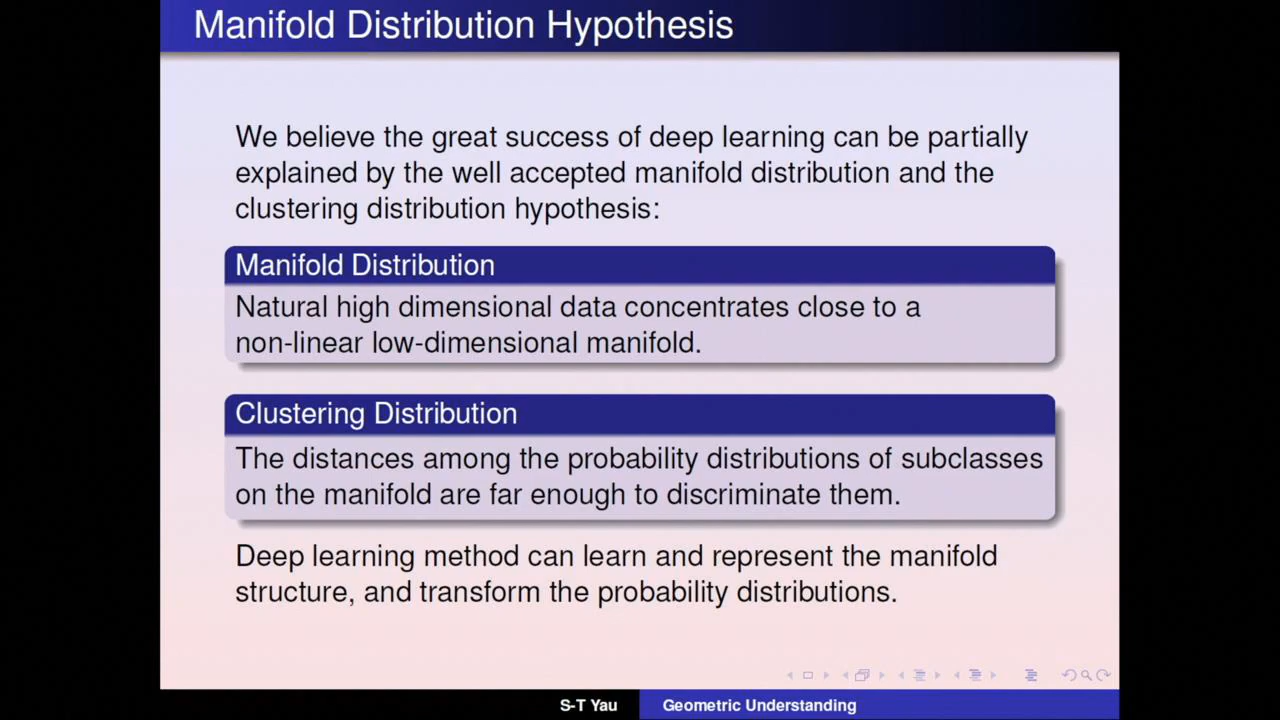 Manifold Distribution Hypothesis
We believe the great success of deep learning can be partially
explained by the well accepted manifold distribution and the
clustering distribution hypothesis:
Manifold Distribution
Natural high dimensional data concentrates close to a
non-linear low-dimensional manifold.
Clustering Distribution
The distances among the probability distributions of subclasses
on the manifold are far enough to discriminate them.
Deep learning method can learn and represent the manifold
structure, and transform the probability distributions.
S-T Yau
Geometric Understanding